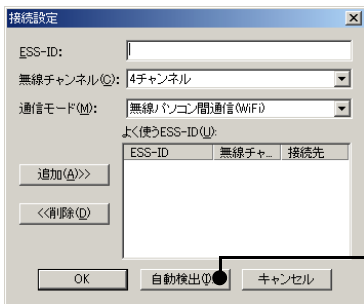 接続設定
ESS-ID:
無線チャンネル(C): 4チャンネル
通信モード(M): 無線パソコン間通信(WiFi)
よく使うESS-ID(U):
ESS-ID 無線チャ... 接続先
追加(A)>>
<<削除(D)
OK 自動検出 キャンセル